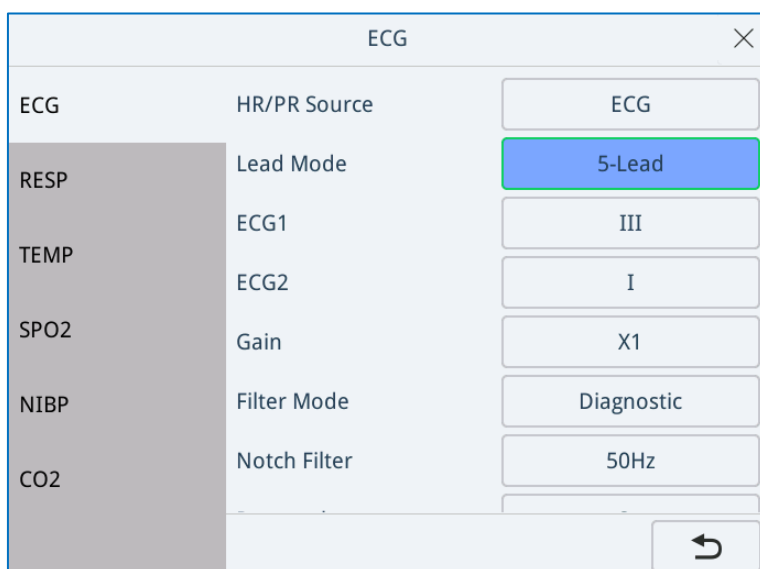 ECG
ECG
HR/PR Source
ECG
RESP
Lead Mode
5-Lead
TEMP
ECG1
III
ECG2
I
SPO2
Gain
X1
NIBP
Filter Mode
Diagnostic
CO2
Notch Filter
50Hz